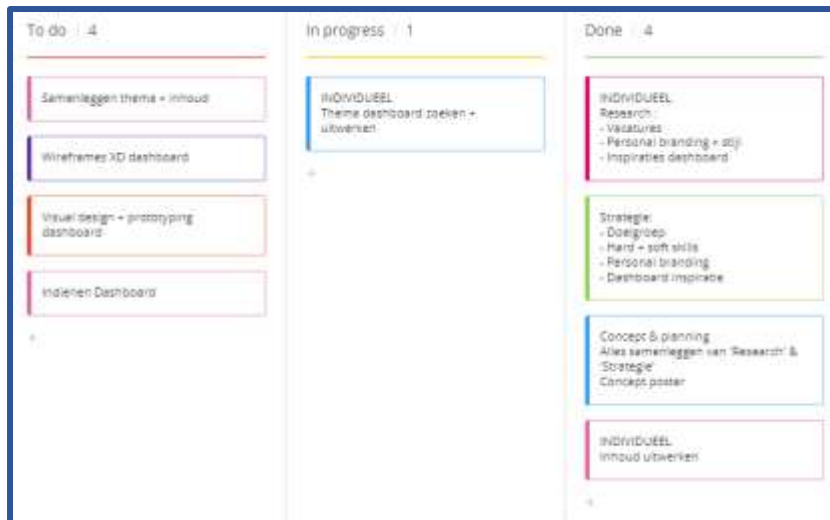 To do 4
Samenleggen thema + inhoud
Wireframes XD dashboard
Visual design + prototyping
dashboard
Indienen Dashboard
+
In progress 1
INDIVIDUEEL
Thema dashboard zoeken +
uitwerken
+
Done 4
INDIVIDUEEL
Research :
- Vacatures
- Personal branding + stijl
- Inspiraties dashboard
Strategie:
- Doelgroep
- Hard + soft skills
- Personal branding
- Dashboard inspiratie
Concept & planning
Alles samenleggen van 'Research' &
'Strategie'
Concept poster
INDIVIDUEEL
Inhoud uitwerken
+